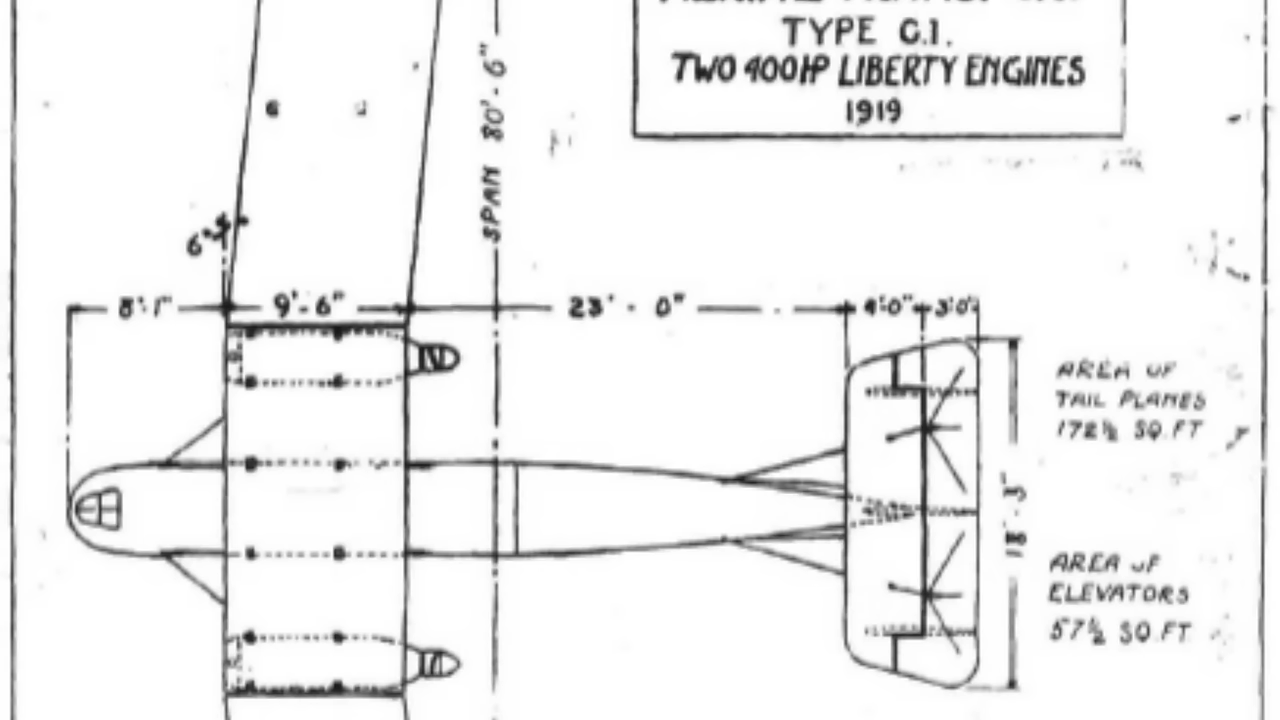 TYPE G.1.
TWO 400HP LIBERTY ENGINES
1919
SPAN 80'-6"
6"
8'-1"
9'-6"
23'-0"
4'0"
3'0"
AREA OF
TAIL PLANES
172½ SQ.FT
18'-3"
AREA OF
ELEVATORS
57½ SQ.FT